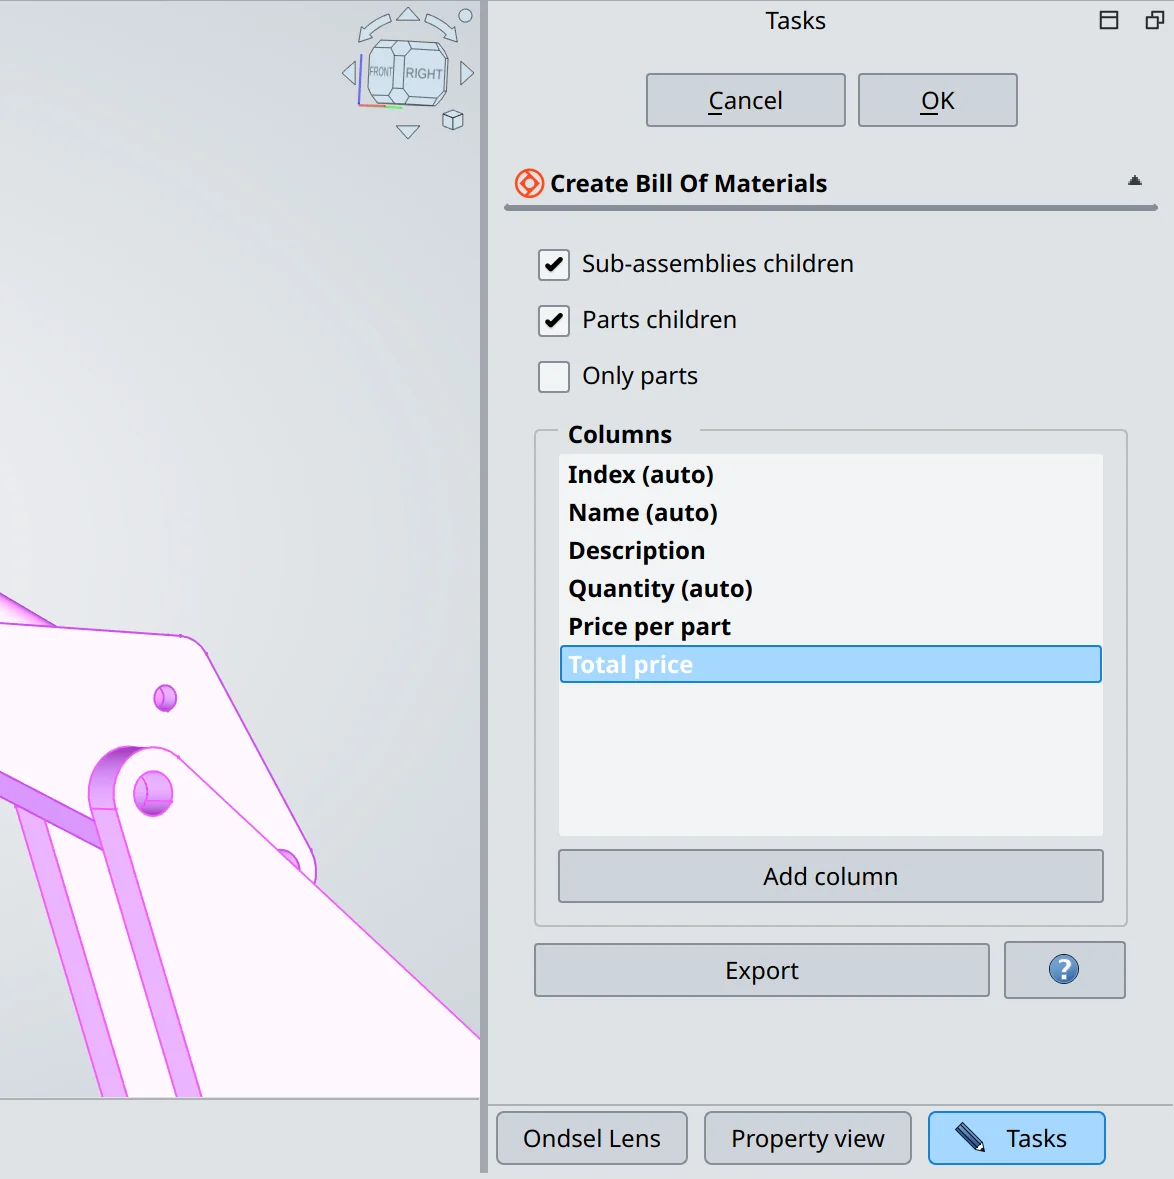 Tasks
Cancel
OK
FRONT
RIGHT
Create Bill Of Materials
Sub-assemblies children
Parts children
Only parts
Columns
Index (auto)
Name (auto)
Description
Quantity (auto)
Price per part
Total price
Add column
Export
?
Ondsel Lens
Property view
Tasks